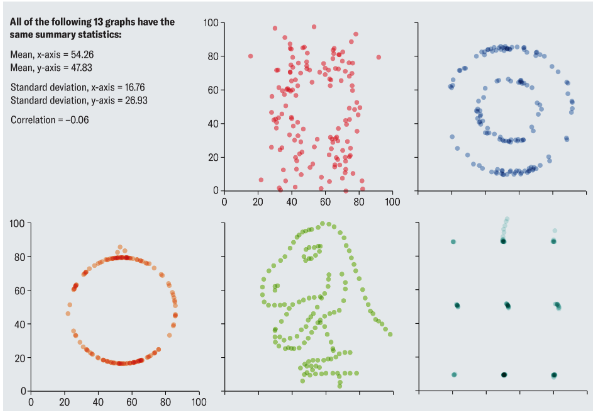 All of the following 13 graphs have the
same summary statistics:
Mean, x-axis = 54.26
Mean, y-axis = 47.83
Standard deviation, x-axis = 16.76
Standard deviation, y-axis = 26.93
Correlation = –0.06
100
80
60
40
20
0
0 20 40 60 80 100
100
80
60
40
20
0
0 20 40 60 80 100